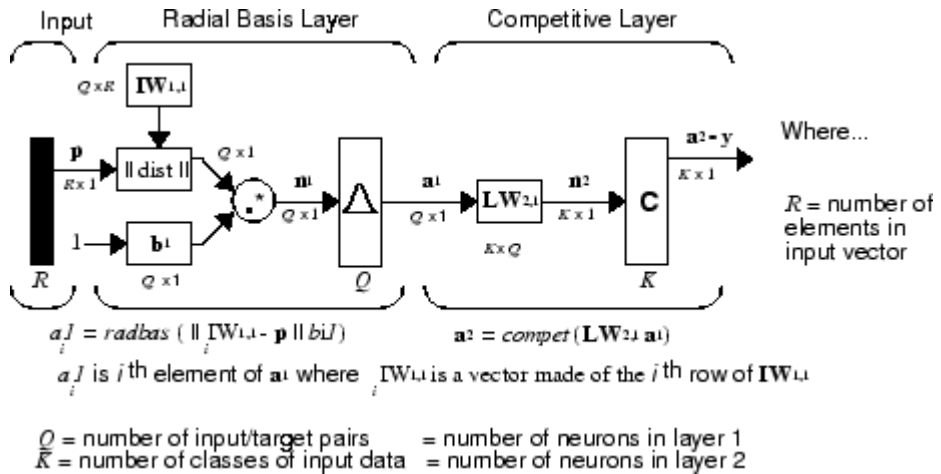 Input Radial Basis Layer Competitive Layer
Q x R IW1,1
p
R x 1
|| dist ||
Q x 1
.*
n1
Q x 1
a1
Q x 1
LW2,1
K x Q
n2
K x 1
C
a2 - y
K x 1
Where...
R = number of
elements in
input vector
1
b1
Q x 1
R Q K
ai1 = radbas ( || iIW1,1 - p || bi1)
a2 = compet (LW2,1 a1)
ai1 is i th element of a1 where iIW1,1 is a vector made of the i th row of IW1,1
Q = number of input/target pairs = number of neurons in layer 1
K = number of classes of input data = number of neurons in layer 2